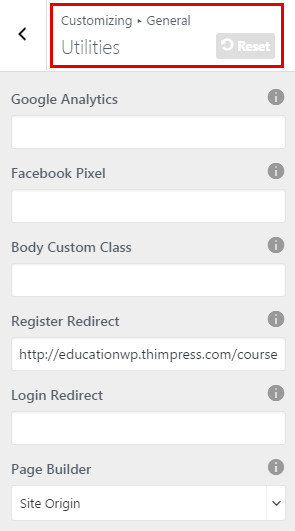 Customizing ▸ General
Utilities
Reset
Google Analytics
Facebook Pixel
Body Custom Class
Register Redirect
http://educationwp.thimpress.com/course
Login Redirect
Page Builder
Site Origin